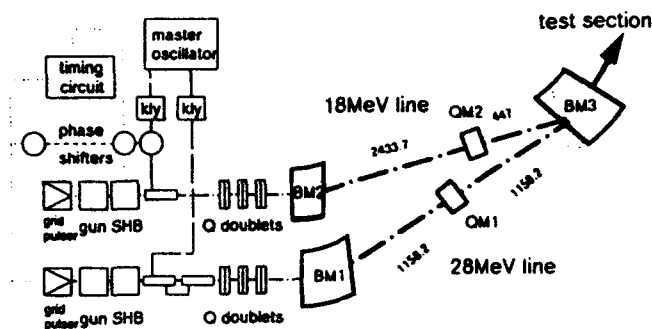 test section
master
oscillator
timing
circuit
kly
kly
18MeV line
QM2
447
BM3
phase
shifters
2433.7
1158.2
BM2
QM1
grid
pulser
gun SHB
Q doublets
1158.2
BM1
28MeV line
grid
pulser
gun SHB
Q doublets